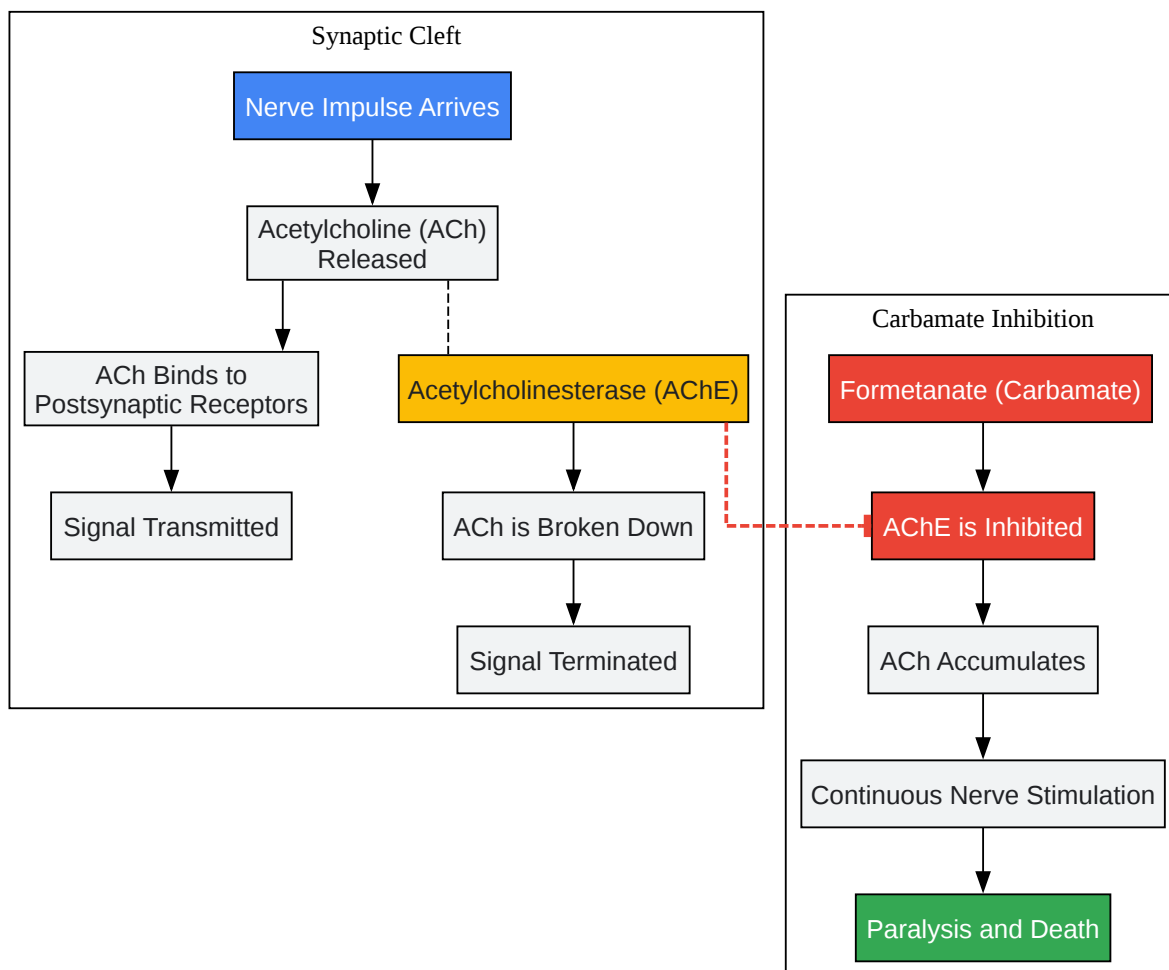 Synaptic Cleft
Nerve Impulse Arrives
Acetylcholine (ACh)
Released
ACh Binds to
Postsynaptic Receptors
Acetylcholinesterase (AChE)
Signal Transmitted
ACh is Broken Down
Signal Terminated
Carbamate Inhibition
Formetanate (Carbamate)
AChE is Inhibited
ACh Accumulates
Continuous Nerve Stimulation
Paralysis and Death